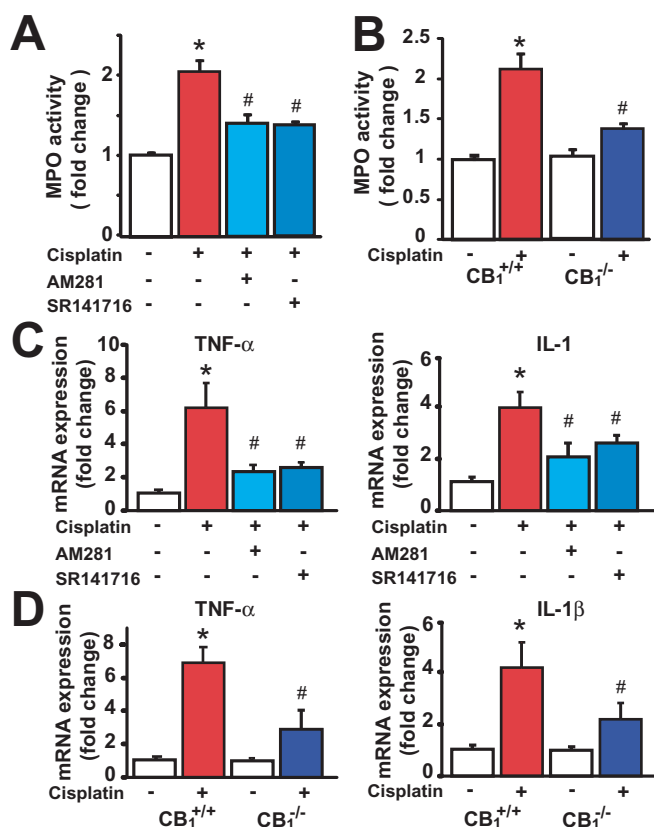 A
MPO activity
( fold change )
2
1
0
*
#
#
Cisplatin - + + +
AM281 - - + -
SR141716 - - - +
B
MPO activity
( fold change )
2.5
2
1.5
1
0.5
0
*
#
Cisplatin - + - +
CB1+/+ CB1-/-
C
TNF-α
mRNA expression
(fold change)
8
6
4
2
0
*
#
#
Cisplatin - + + +
AM281 - - + -
SR141716 - - - +
IL-1
mRNA expression
(fold change)
6
4
2
0
*
#
#
Cisplatin - + + +
AM281 - - + -
SR141716 - - - +
D
TNF-α
mRNA expression
(fold change)
8
6
4
2
0
*
#
Cisplatin - + - +
CB1+/+ CB1-/-
IL-1β
mRNA expression
(fold change)
6
4
2
0
*
#
Cisplatin - + - +
CB1+/+ CB1-/-